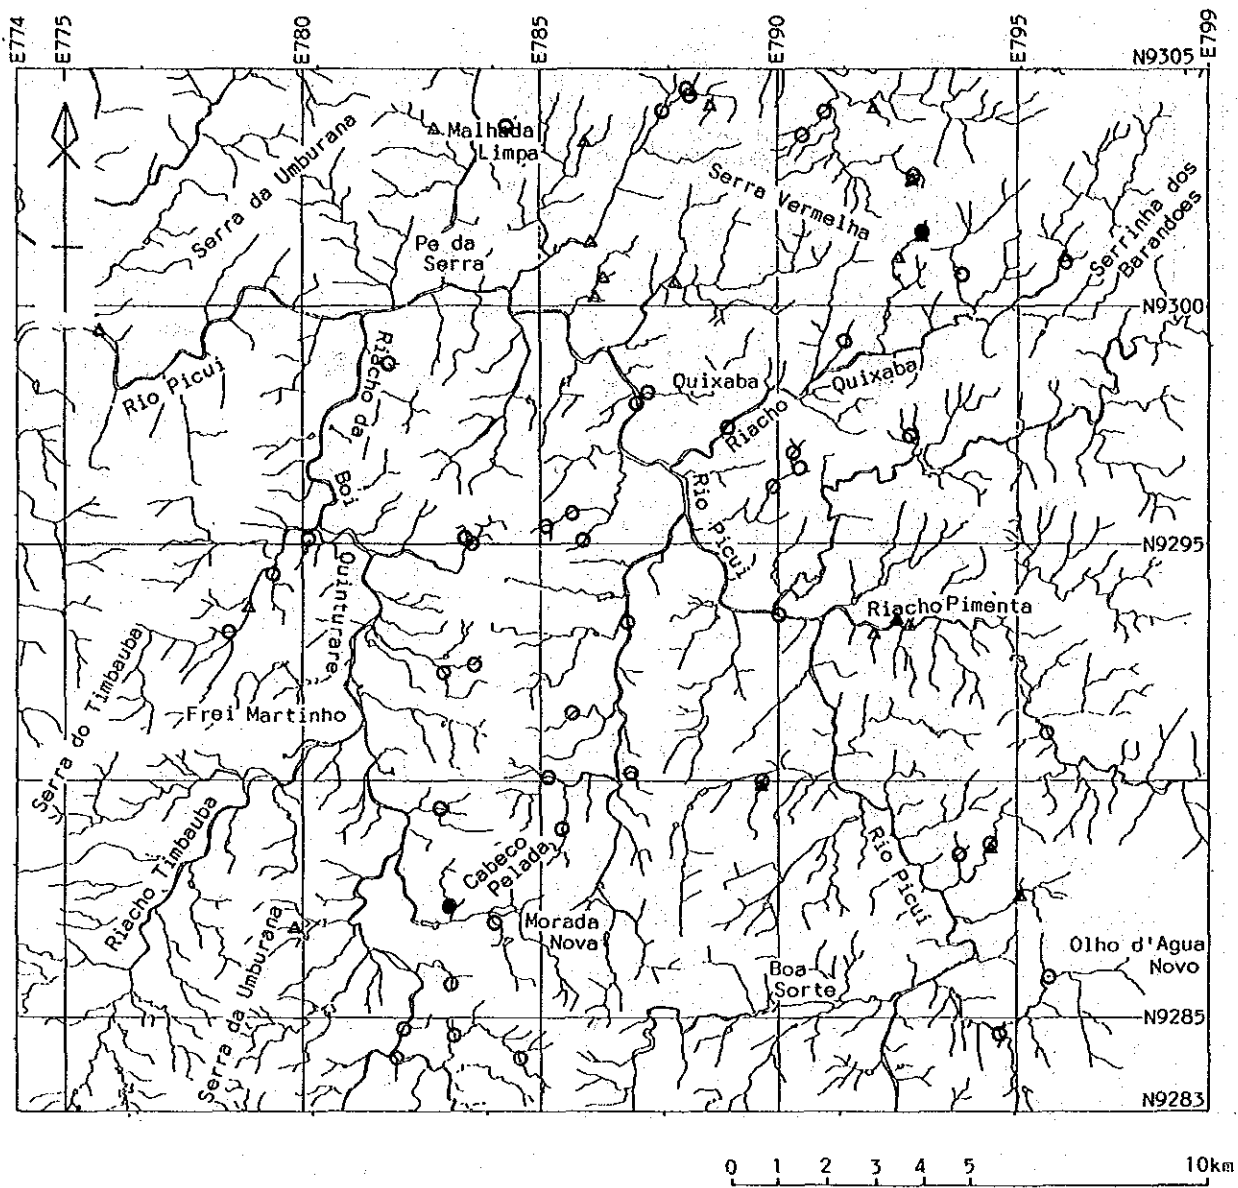 E774
E775
E780
E785
E790
E795
E799
N9305
Malhada
Limpa
Serra da Umburana
Serra Vermelha
Serrinha dos
Barandoes
Pe da
Serra
N9300
Rio Picui
Riacho da
Boi
Quixaba
Riacho
Quixaba
Rio Picui
N9295
Quinturare
Riacho Pimenta
Serra do Timbauba
Frei Martinho
Riacho Timbauba
Cabeco
Pelada
Rio Picui
Serra da Umburana
Morada
Nova
Olho d'Agua
Novo
Boa
Sorte
N9285
N9283
0 1 2 3 4 5 10km